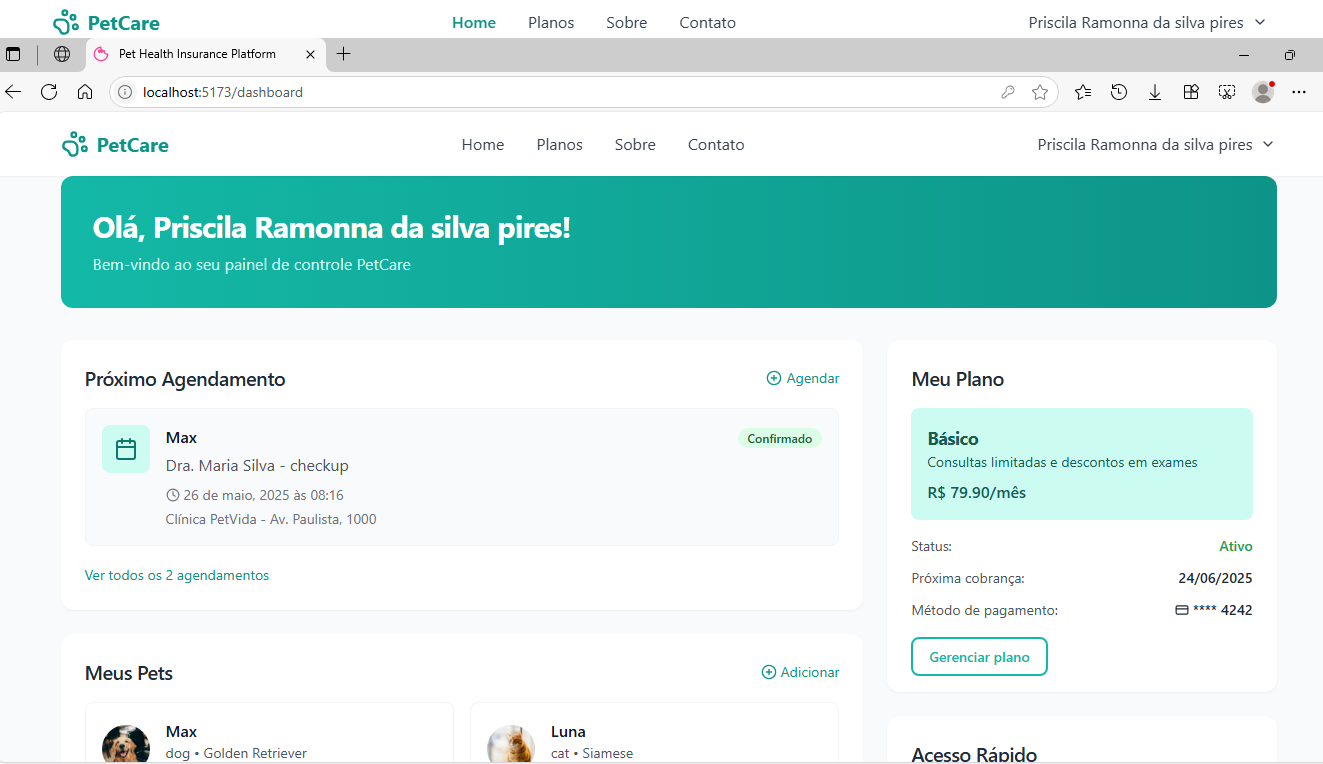 PetCare Home Planos Sobre Contato Priscila Ramonna da silva pires
Pet Health Insurance Platform
localhost:5173/dashboard
PetCare Home Planos Sobre Contato Priscila Ramonna da silva pires
Olá, Priscila Ramonna da silva pires!
Bem-vindo ao seu painel de controle PetCare
Próximo Agendamento
Agendar
Max
Confirmado
Dra. Maria Silva - checkup
26 de maio, 2025 às 08:16
Clínica PetVida - Av. Paulista, 1000
Ver todos os 2 agendamentos
Meus Pets
Adicionar
Max
dog • Golden Retriever
Luna
cat • Siamese
Meu Plano
Básico
Consultas limitadas e descontos em exames
R$ 79.90/mês
Status: Ativo
Próxima cobrança: 24/06/2025
Método de pagamento: **** 4242
Gerenciar plano
Acesso Rápido